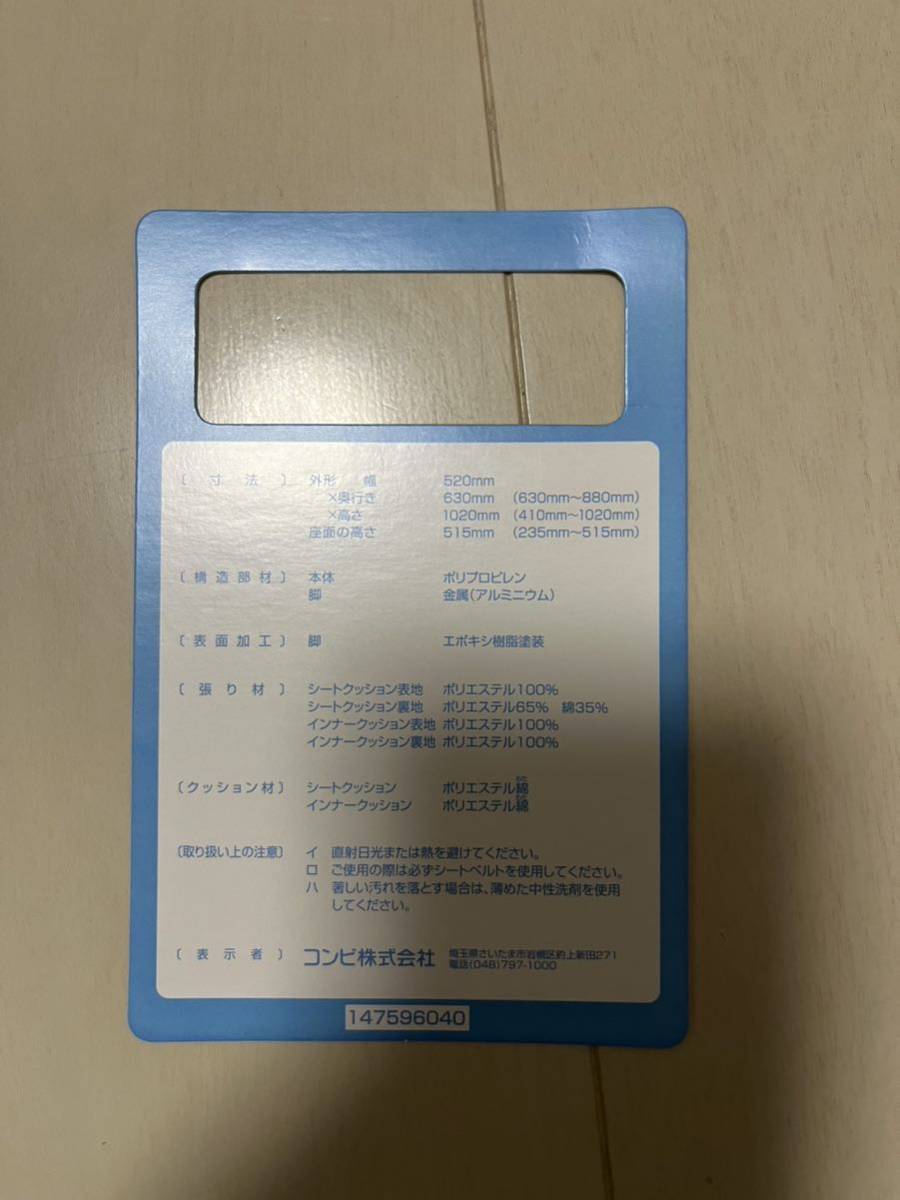 〔寸法〕 外形 幅 520mm
×奥行き 630mm （630mm〜880mm）
×高さ 1020mm （410mm〜1020mm）
座面の高さ 515mm （235mm〜515mm）
〔構造部材〕 本体 ポリプロピレン
脚 金属（アルミニウム）
〔表面加工〕 脚 エポキシ樹脂塗装
〔張り材〕 シートクッション表地 ポリエステル100%
シートクッション裏地 ポリエステル65% 綿35%
インナークッション表地 ポリエステル100%
インナークッション裏地 ポリエステル100%
〔クッション材〕 シートクッション ポリエステル綿
インナークッション ポリエステル綿
〔取り扱い上の注意〕 イ 直射日光または熱を避けてください。
ロ ご使用の際は必ずシートベルトを使用してください。
ハ 著しい汚れを落とす場合は、薄めた中性洗剤を使用
してください。
〔表示者〕 コンビ株式会社 埼玉県さいたま市岩槻区釣上新田271
電話（048）797-1000
147596040